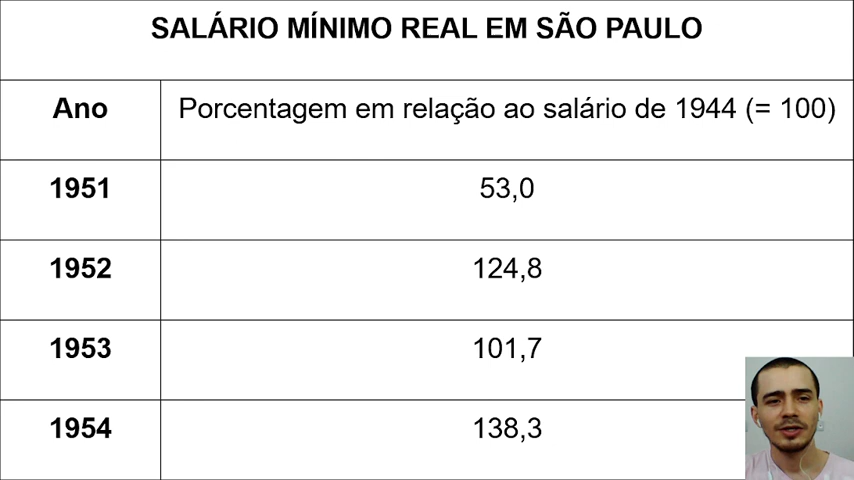 SALÁRIO MÍNIMO REAL EM SÃO PAULO
Ano Porcentagem em relação ao salário de 1944 (= 100)
1951 53,0
1952 124,8
1953 101,7
1954 138,3